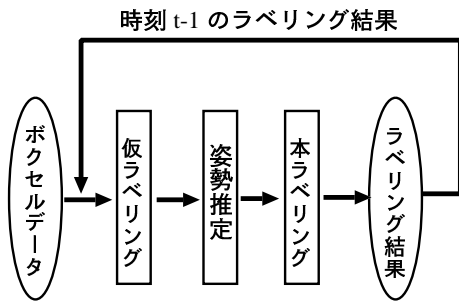 時刻 t-1 のラベリング結果
ボクセルデータ
仮ラベリング
姿勢推定
本ラベリング
ラベリング結果